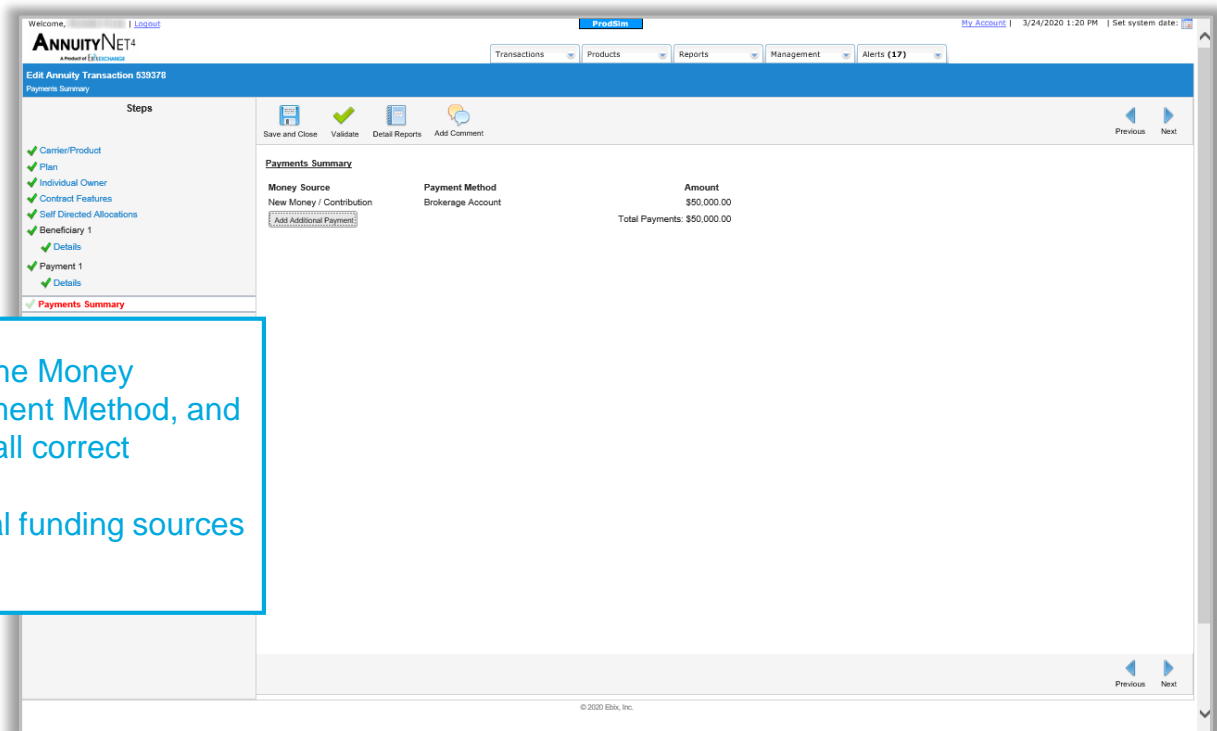 Welcome, | Logout
ProdSim
My Account | 3/24/2020 1:20 PM | Set system date:
ANNUITYNET4
A Product of EBIXEXCHANGE
Transactions Products Reports Management Alerts (17)
Edit Annuity Transaction 539378
Payments Summary
Steps
Save and Close Validate Detail Reports Add Comment
Previous Next
Carrier/Product
Plan
Individual Owner
Contract Features
Self Directed Allocations
Beneficiary 1
Details
Payment 1
Details
Payments Summary
Payments Summary
Money Source Payment Method Amount
New Money / Contribution Brokerage Account $50,000.00
Add Additional Payment Total Payments: $50,000.00
Money
Method, and
all correct
funding sources
Previous Next
© 2020 Ebix, Inc.